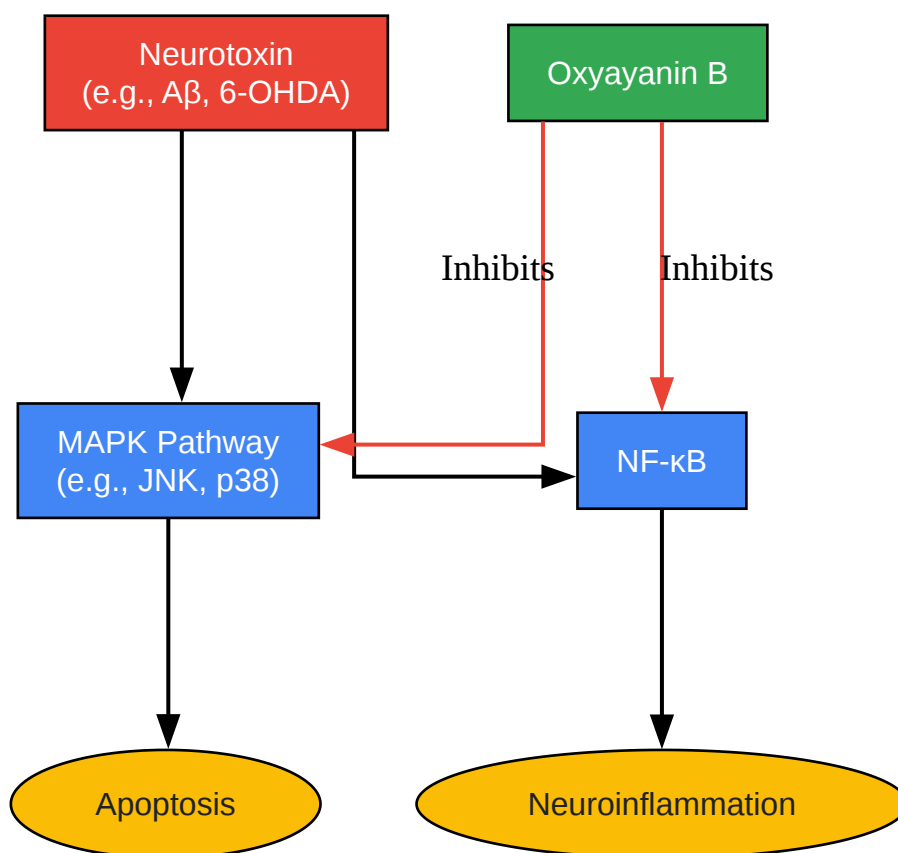 Neurotoxin
(e.g., Aβ, 6-OHDA)
Oxyayanin B
Inhibits
Inhibits
MAPK Pathway
(e.g., JNK, p38)
NF-κB
Apoptosis
Neuroinflammation